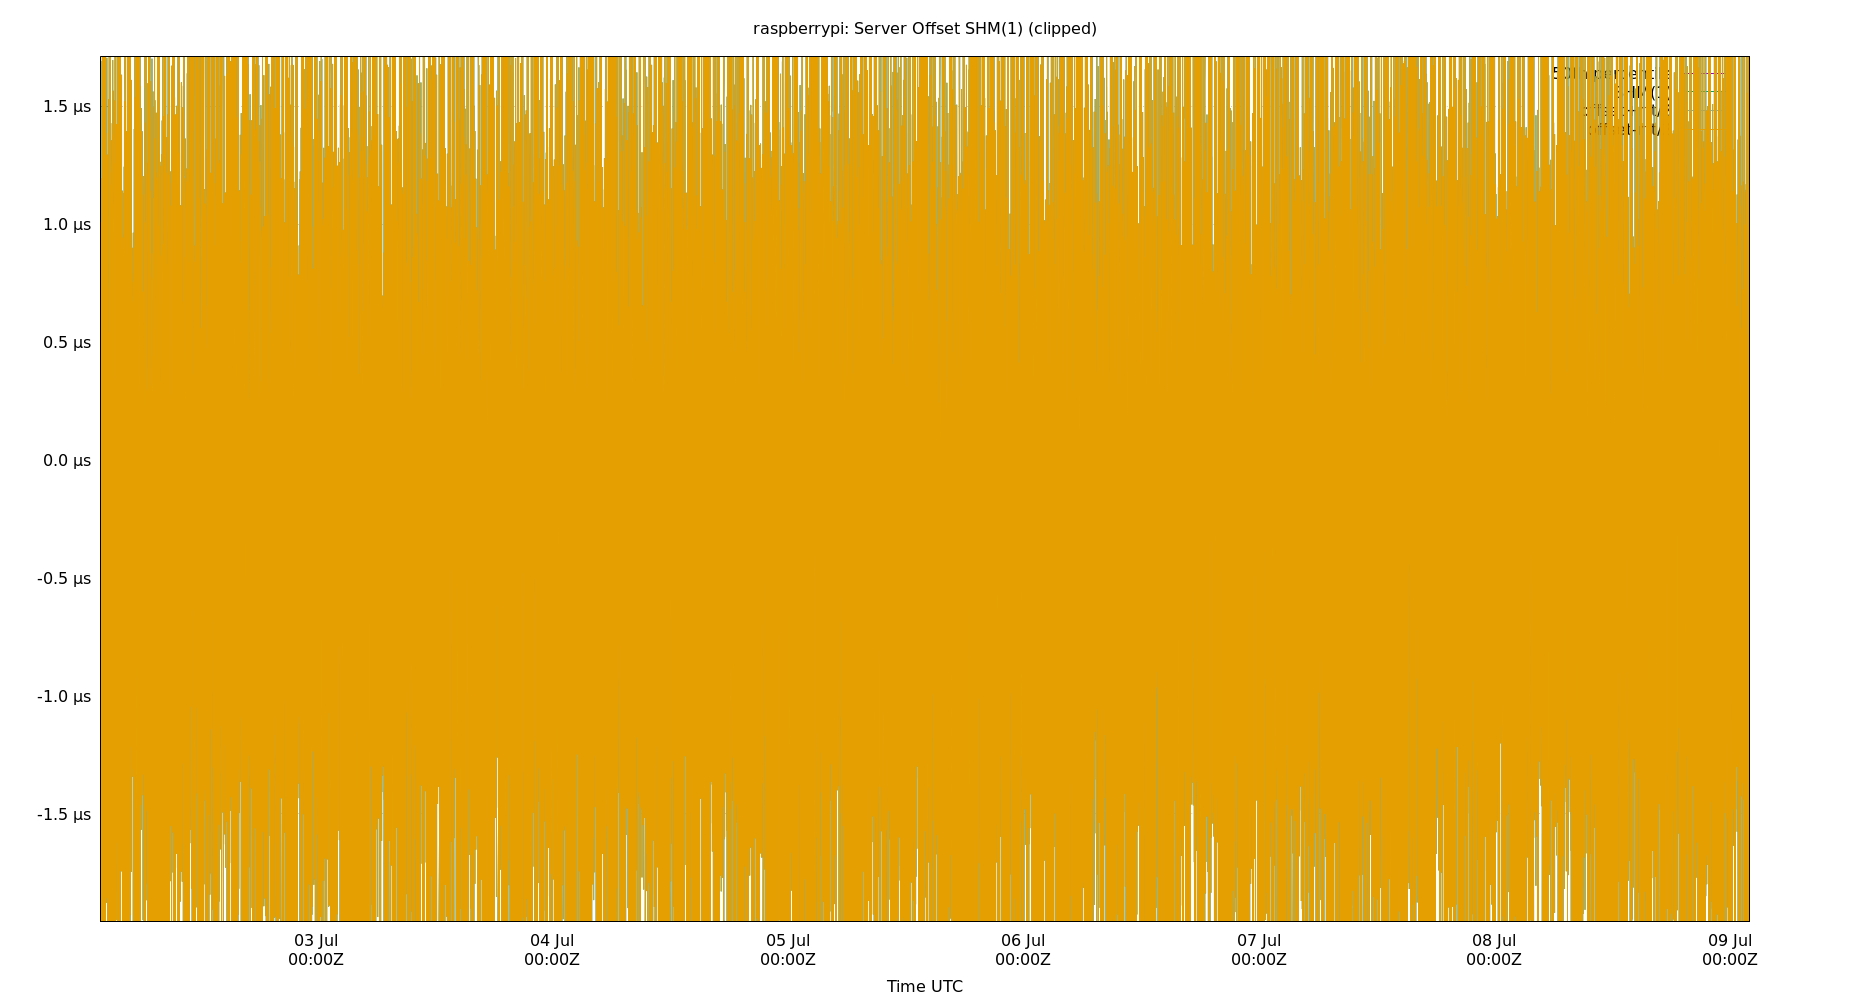 raspberrypi: Server Offset SHM(1) (clipped)
1.5 µs
1.0 µs
0.5 µs
0.0 µs
-0.5 µs
-1.0 µs
-1.5 µs
03 Jul 04 Jul 05 Jul 06 Jul 07 Jul 08 Jul 09 Jul
00:00Z 00:00Z 00:00Z 00:00Z 00:00Z 00:00Z 00:00Z
Time UTC